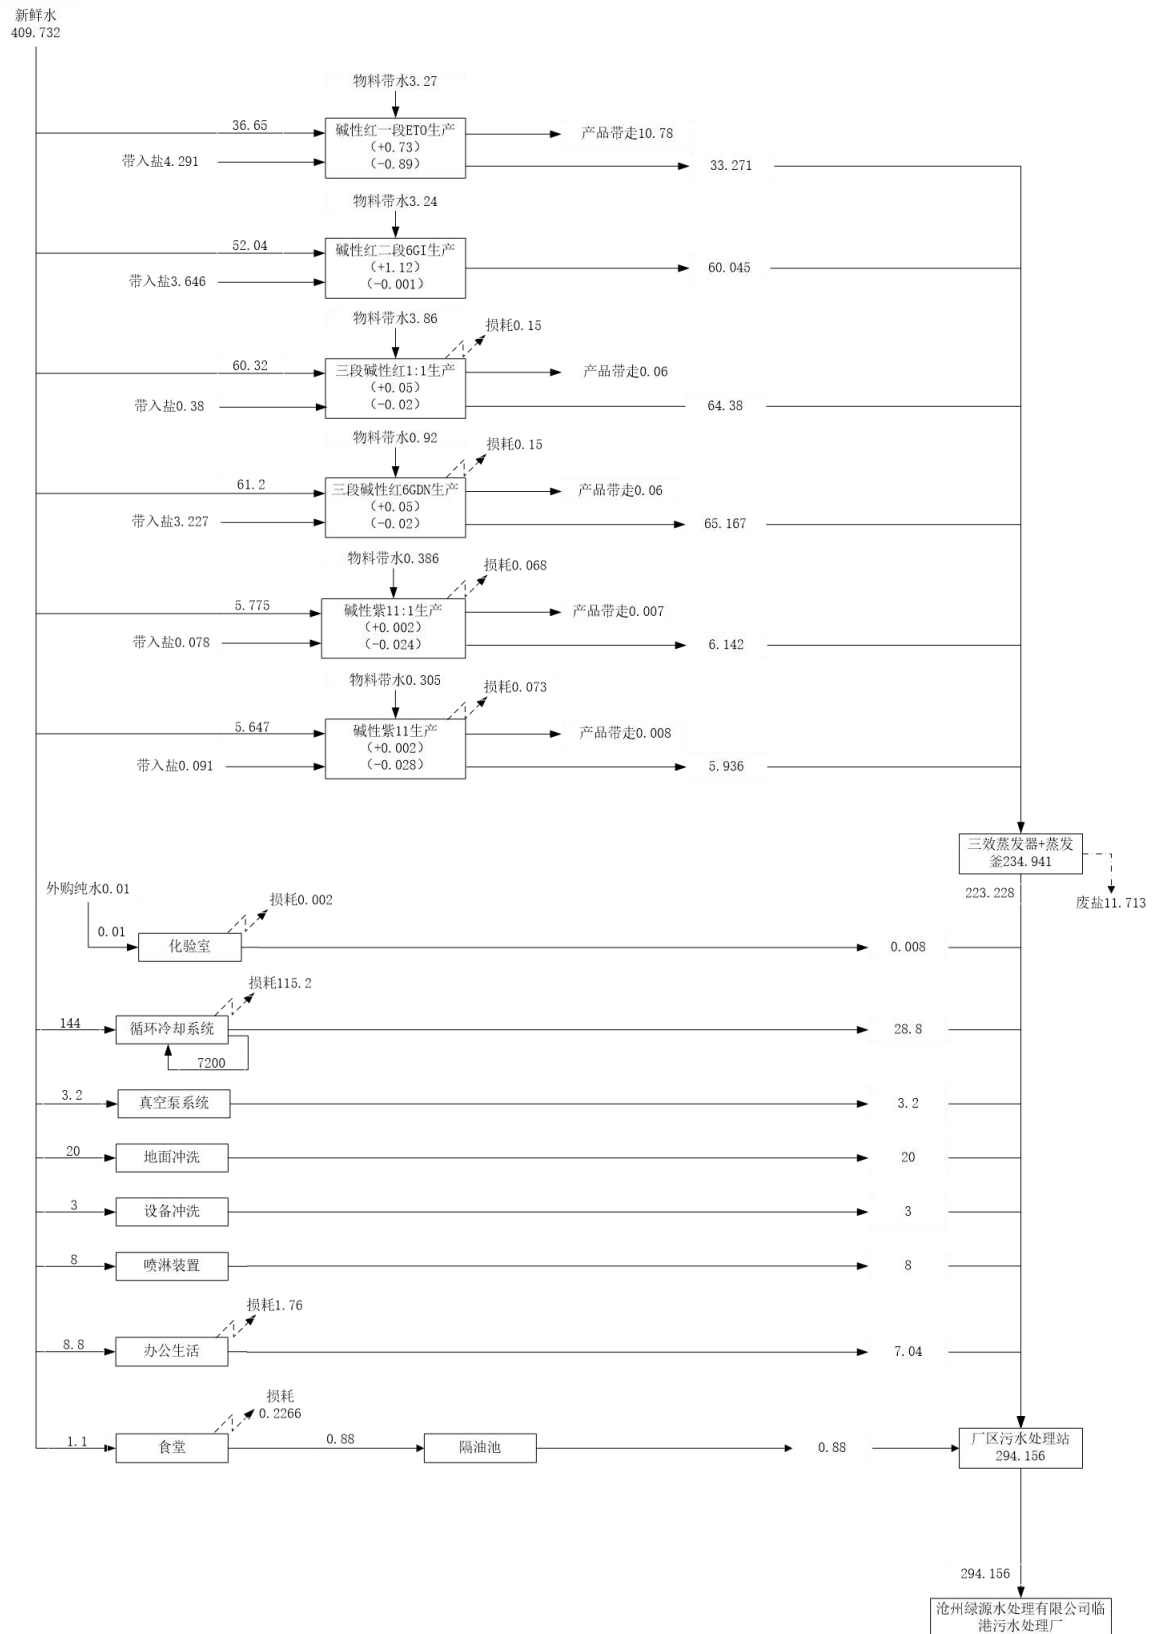 新鲜水
409.732
物料带水3.27
36.65
碱性红一段ETO生产
(+0.73)
(-0.89)
产品带走10.78
带入盐4.291
33.271
物料带水3.24
52.04
碱性红二段6GI生产
(+1.12)
(-0.001)
60.045
带入盐3.646
物料带水3.86
损耗0.15
60.32
三段碱性红1:1生产
(+0.05)
(-0.02)
产品带走0.06
带入盐0.38
64.38
物料带水0.92
损耗0.15
61.2
三段碱性红6GDN生产
(+0.05)
(-0.02)
产品带走0.06
带入盐3.227
65.167
物料带水0.386
损耗0.068
5.775
碱性紫11:1生产
(+0.002)
(-0.024)
产品带走0.007
带入盐0.078
6.142
物料带水0.305
损耗0.073
5.647
碱性紫11生产
(+0.002)
(-0.028)
产品带走0.008
带入盐0.091
5.936
三效蒸发器+蒸发
釜234.941
223.228
废盐11.713
外购纯水0.01
损耗0.002
0.01
化验室
0.008
损耗115.2
144
循环冷却系统
28.8
7200
3.2
真空泵系统
3.2
20
地面冲洗
20
3
设备冲洗
3
8
喷淋装置
8
损耗1.76
8.8
办公生活
7.04
损耗
0.2266
1.1
食堂
0.88
隔油池
0.88
厂区污水处理站
294.156
294.156
沧州绿源水处理有限公司临
港污水处理厂